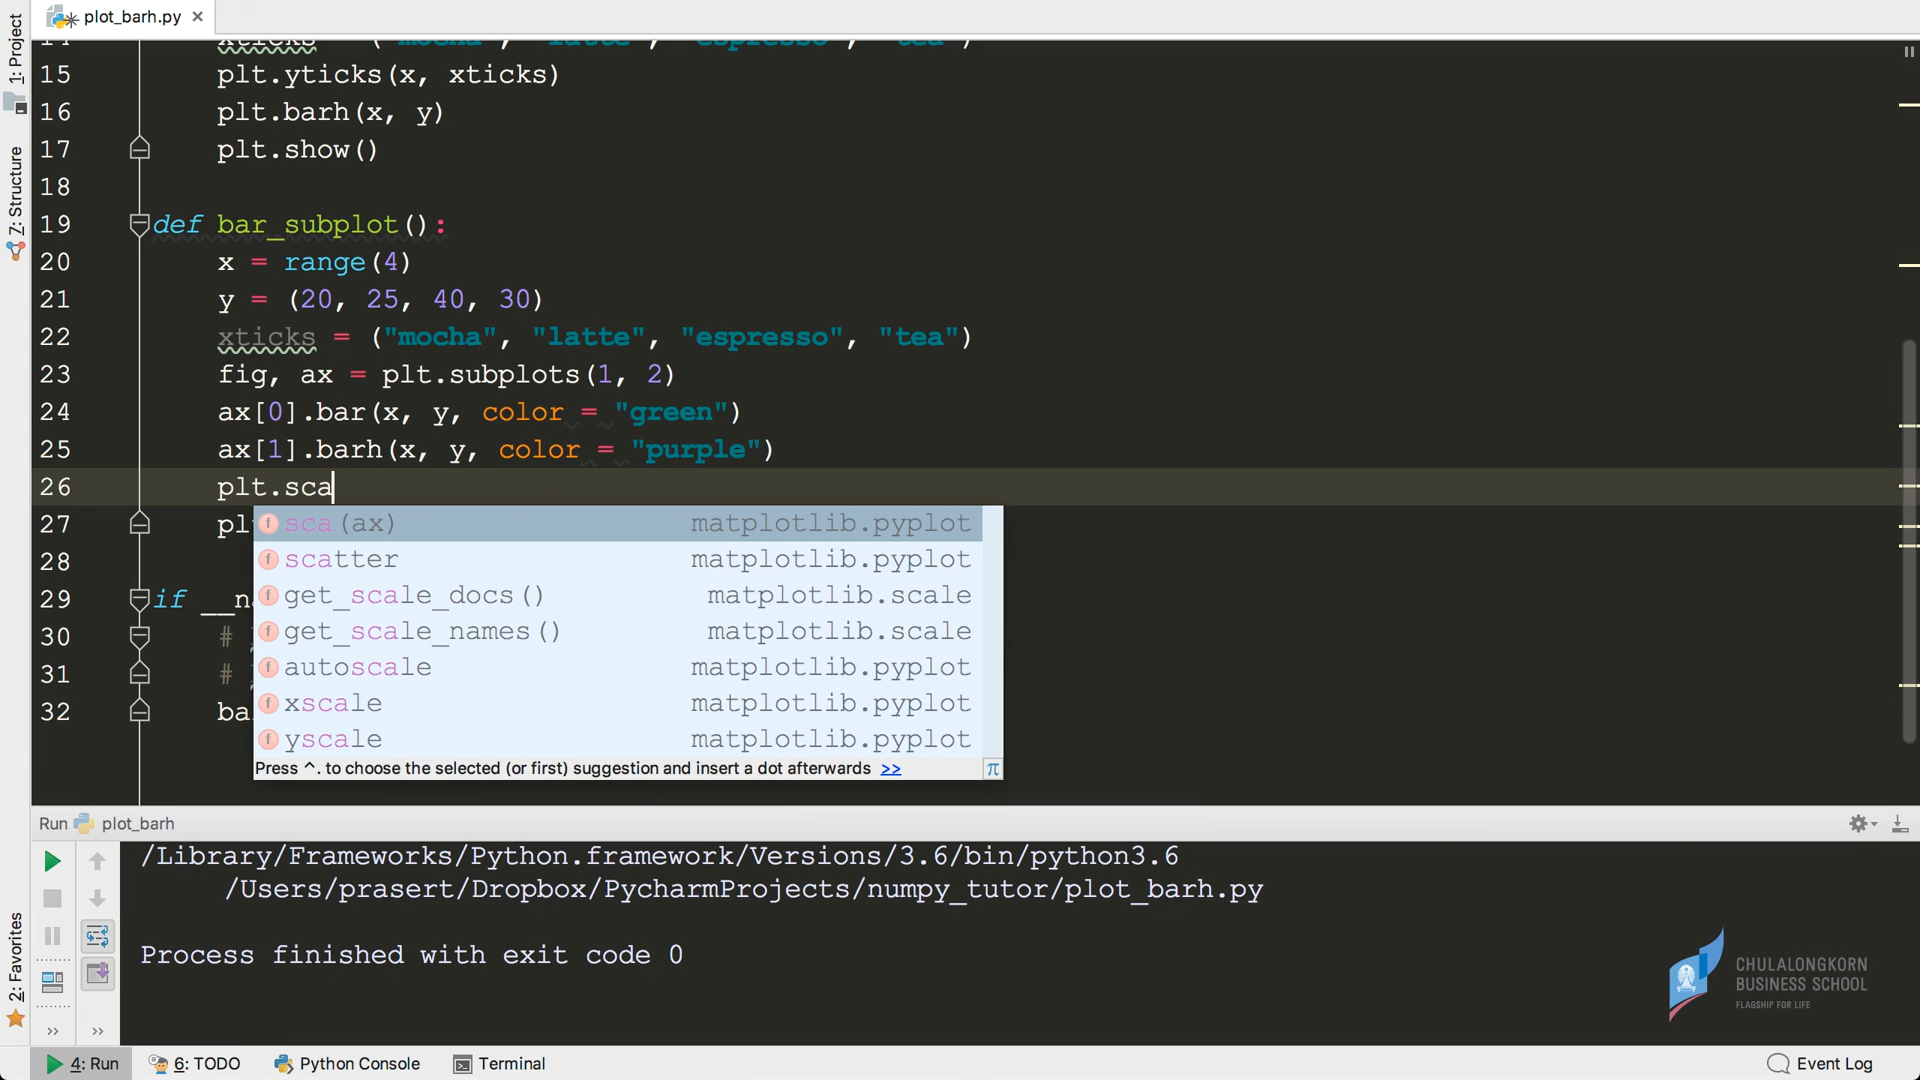 plot_barh.py
1: Project
Z: Structure
2: Favorites
14 xticks = ("mocha", "latte", "espresso", "tea")
15 plt.yticks(x, xticks)
16 plt.barh(x, y)
17 plt.show()
18
19 def bar_subplot():
20 x = range(4)
21 y = (20, 25, 40, 30)
22 xticks = ("mocha", "latte", "espresso", "tea")
23 fig, ax = plt.subplots(1, 2)
24 ax[0].bar(x, y, color = "green")
25 ax[1].barh(x, y, color = "purple")
26 plt.sca
27 pl
28
29 if __n
30 #
31 #
32 ba
sca(ax) matplotlib.pyplot
scatter matplotlib.pyplot
get_scale_docs() matplotlib.scale
get_scale_names() matplotlib.scale
autoscale matplotlib.pyplot
xscale matplotlib.pyplot
yscale matplotlib.pyplot
Press ^. to choose the selected (or first) suggestion and insert a dot afterwards >> π
Run plot_barh
/Library/Frameworks/Python.framework/Versions/3.6/bin/python3.6
/Users/prasert/Dropbox/PycharmProjects/numpy_tutor/plot_barh.py
Process finished with exit code 0
CHULALONGKORN
BUSINESS SCHOOL
FLAGSHIP FOR LIFE
4: Run 6: TODO Python Console Terminal Event Log